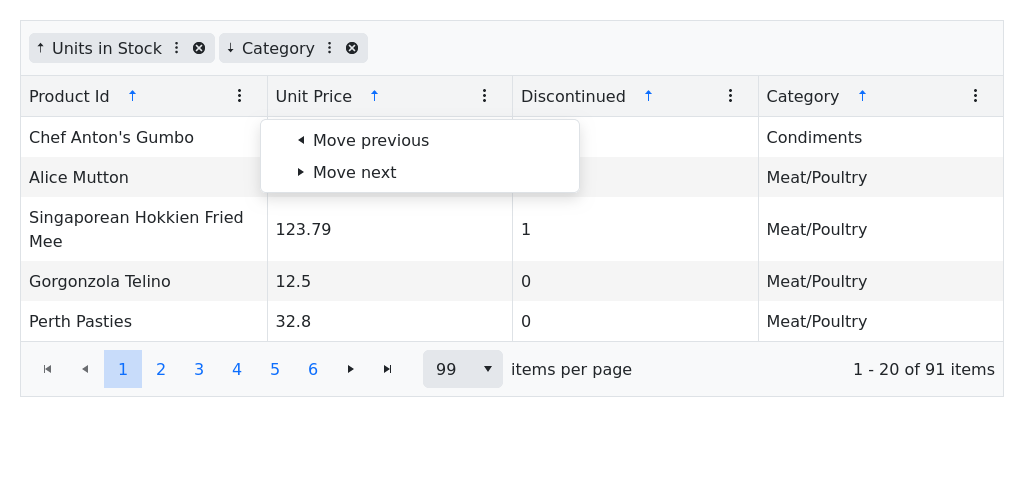 Units in Stock Category
Product Id Unit Price Discontinued Category
Chef Anton's Gumbo Condiments
Move previous
Alice Mutton Meat/Poultry
Move next
Singaporean Hokkien Fried
Mee 123.79 1 Meat/Poultry
Gorgonzola Telino 12.5 0 Meat/Poultry
Perth Pasties 32.8 0 Meat/Poultry
1 2 3 4 5 6 99 items per page 1 - 20 of 91 items